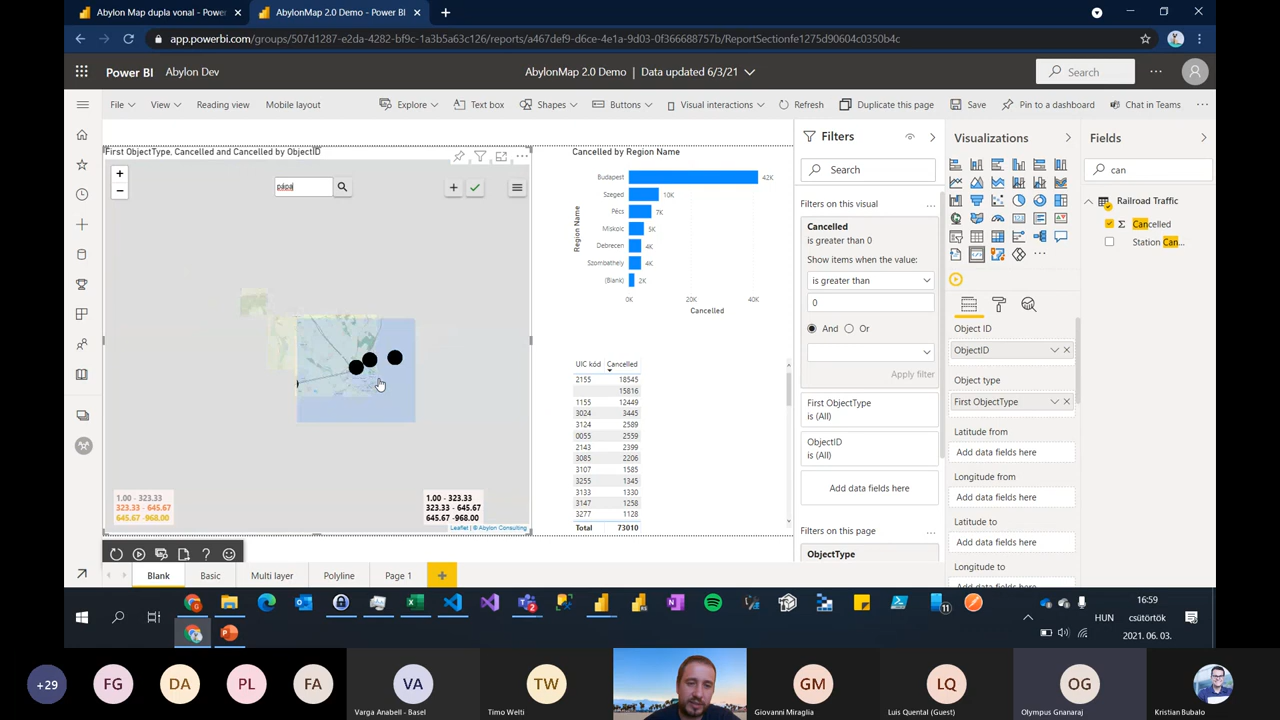 Abylon Map dupla vonal - Power BI
AbylonMap 2.0 Demo - Power BI
app.powerbi.com/groups/507d1287-e2da-4282-bf9c-1a3b5a63c126/reports/a467def9-d6ce-4e1a-9d03-0f366688757b/ReportSectionfe1275d90604c0350b4c
Power BI
Abylon Dev
AbylonMap 2.0 Demo | Data updated 6/3/21
Search
File
View
Reading view
Mobile layout
Explore
Text box
Shapes
Buttons
Visual interactions
Refresh
Duplicate this page
Save
Pin to a dashboard
Chat in Teams
First ObjectType, Cancelled and Cancelled by ObjectID
+
−
pápa
1.00 - 323.33
323.33 - 645.67
645.67 -968.00
1.00 - 323.33
323.33 - 645.67
645.67 -968.00
Leaflet | © Abylon Consulting
Cancelled by Region Name
Region Name
Budapest 42K
Szeged 10K
Pécs 7K
Miskolc 5K
Debrecen 4K
Szombathely 4K
(Blank) 2K
0K 20K 40K
Cancelled
UIC kód Cancelled
2155 18545
15816
1155 12449
3024 3445
3124 2589
0055 2559
2143 2399
3085 2206
3107 1585
3255 1345
3133 1330
3147 1258
3277 1128
Total 73010
Filters
Search
Filters on this visual
Cancelled
is greater than 0
Show items when the value:
is greater than
0
And Or
Apply filter
First ObjectType
is (All)
ObjectID
is (All)
Add data fields here
Filters on this page
ObjectType
Visualizations
Object ID
ObjectID
Object type
First ObjectType
Latitude from
Add data fields here
Longitude from
Add data fields here
Latitude to
Add data fields here
Longitude to
Fields
can
Railroad Traffic
Cancelled
Station Can...
Blank
Basic
Multi layer
Polyline
Page 1
+
11
HUN
16:59
csütörtök
2021. 06. 03.
+29
FG
DA
PL
FA
VA
Varga Anabell - Basel
TW
Timo Welti
GM
Giovanni Miraglia
LQ
Luis Quental (Guest)
OG
Olympus Gnanaraj
Kristian Bubalo